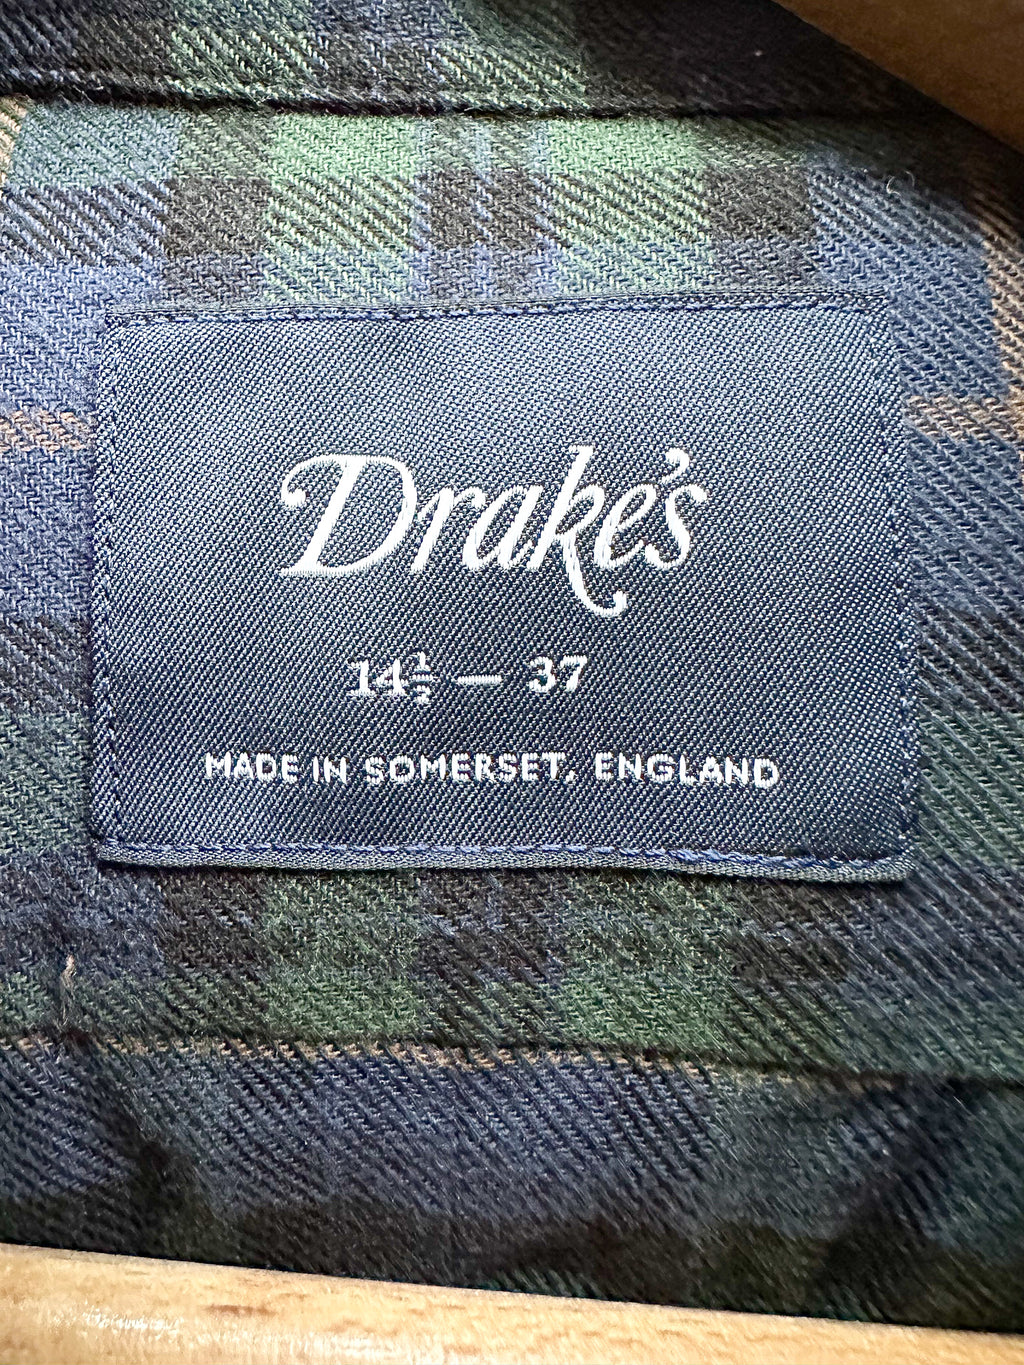 Drake's
14½ — 37
MADE IN SOMERSET, ENGLAND